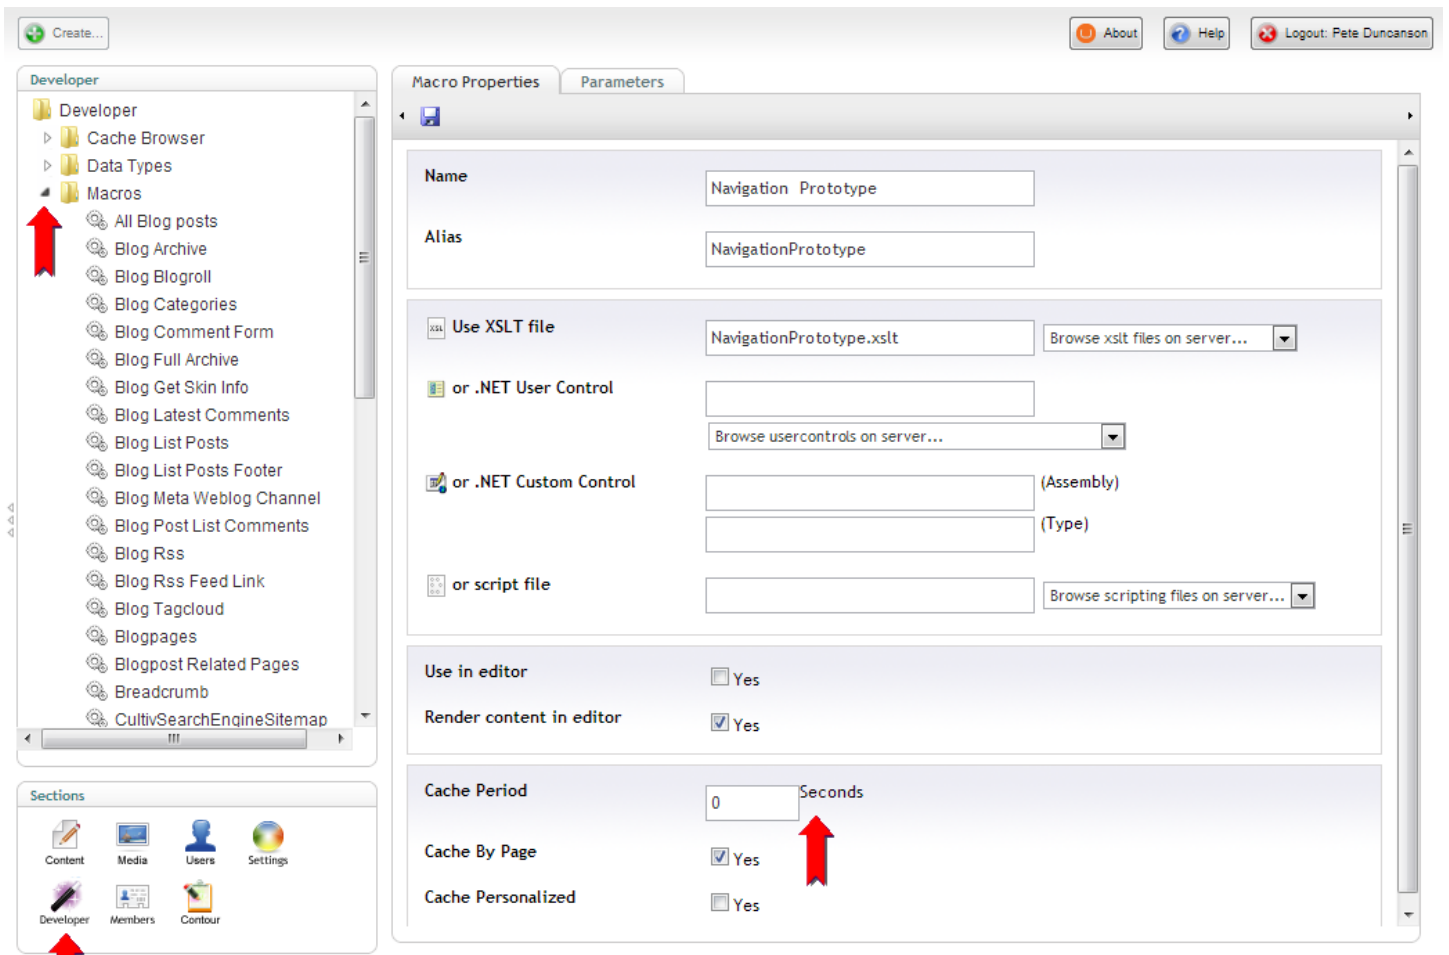 Create...
About
Help
Logout: Pete Duncanson
Developer
Developer
Cache Browser
Data Types
Macros
All Blog posts
Blog Archive
Blog Blogroll
Blog Categories
Blog Comment Form
Blog Full Archive
Blog Get Skin Info
Blog Latest Comments
Blog List Posts
Blog List Posts Footer
Blog Meta Weblog Channel
Blog Post List Comments
Blog Rss
Blog Rss Feed Link
Blog Tagcloud
Blogpages
Blogpost Related Pages
Breadcrumb
CultivSearchEngineSitemap
Sections
Content Media Users Settings
Developer Members Contour
Macro Properties Parameters
Name
Navigation Prototype
Alias
NavigationPrototype
XSL Use XSLT file
NavigationPrototype.xslt Browse xslt files on server...
or .NET User Control
Browse usercontrols on server...
or .NET Custom Control (Assembly)
(Type)
or script file
Browse scripting files on server...
Use in editor Yes
Render content in editor Yes
Cache Period 0 Seconds
Cache By Page Yes
Cache Personalized Yes